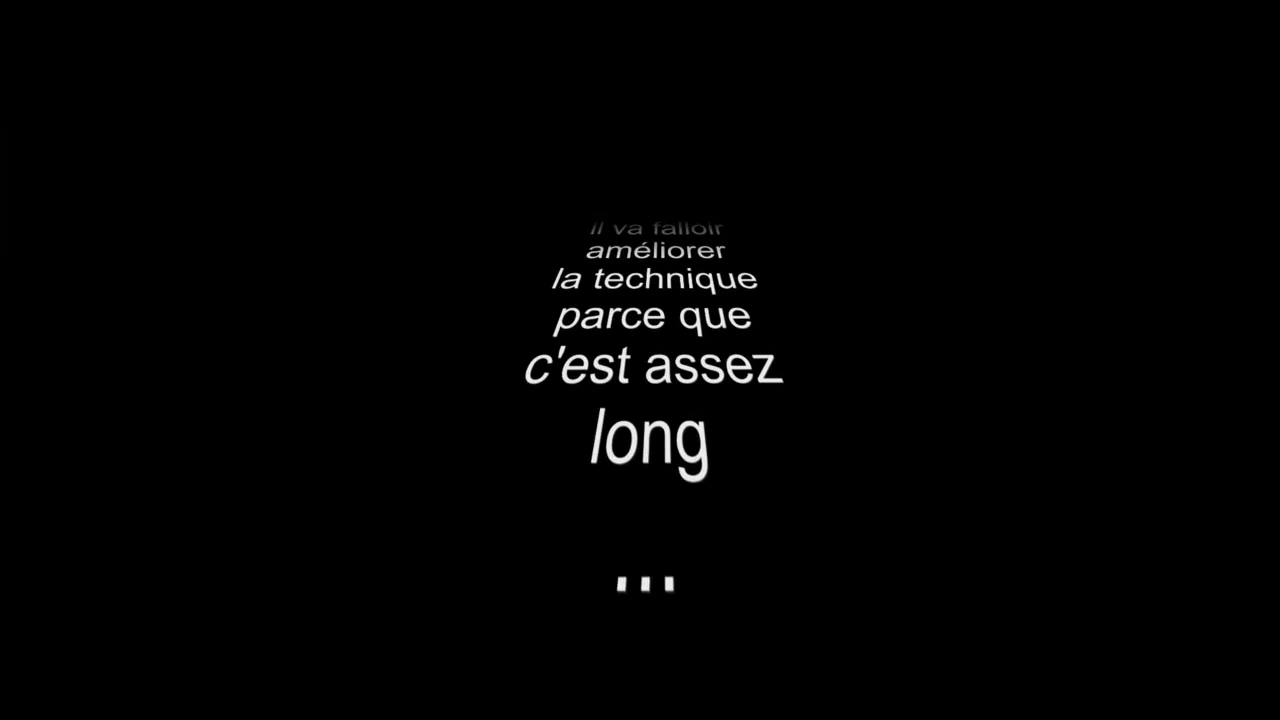 il va falloir
améliorer
la technique
parce que
c'est assez
long
...